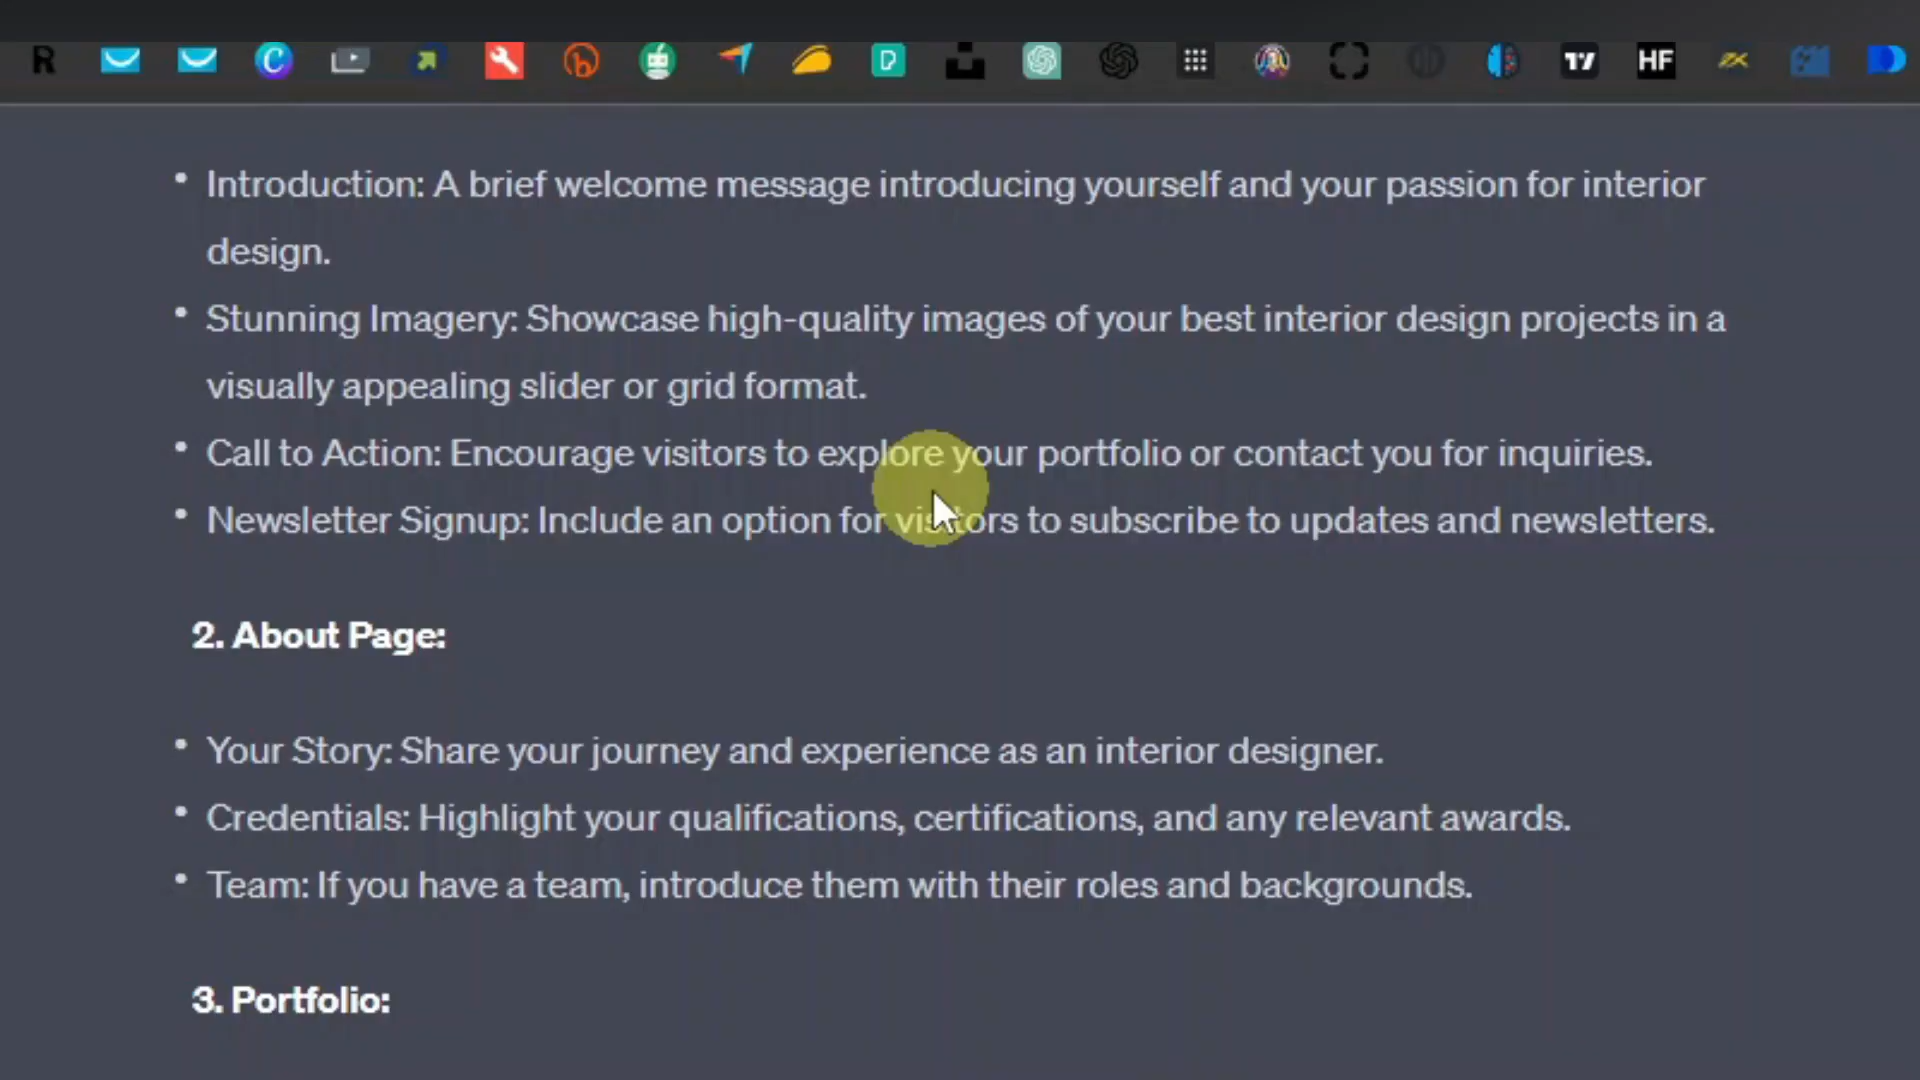 R
HF
• Introduction: A brief welcome message introducing yourself and your passion for interior
design.
• Stunning Imagery: Showcase high-quality images of your best interior design projects in a
visually appealing slider or grid format.
• Call to Action: Encourage visitors to explore your portfolio or contact you for inquiries.
• Newsletter Signup: Include an option for visitors to subscribe to updates and newsletters.
2. About Page:
• Your Story: Share your journey and experience as an interior designer.
• Credentials: Highlight your qualifications, certifications, and any relevant awards.
• Team: If you have a team, introduce them with their roles and backgrounds.
3. Portfolio: